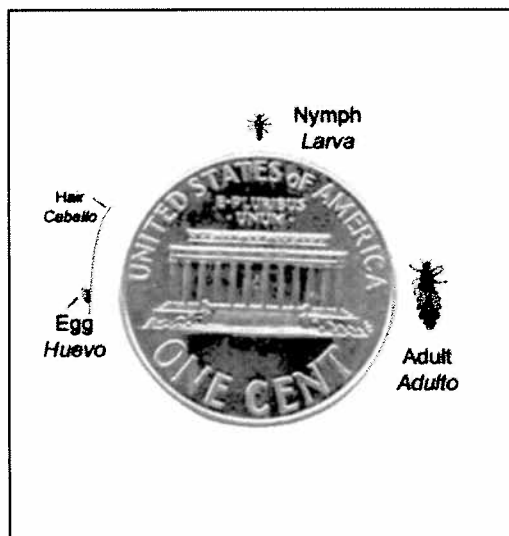 Nymph
Larva
Hair
Cabello
UNITED STATES of AMERICA
E·PLURIBUS
UNUM
Egg
Huevo
Adult
Adulto
ONE CENT